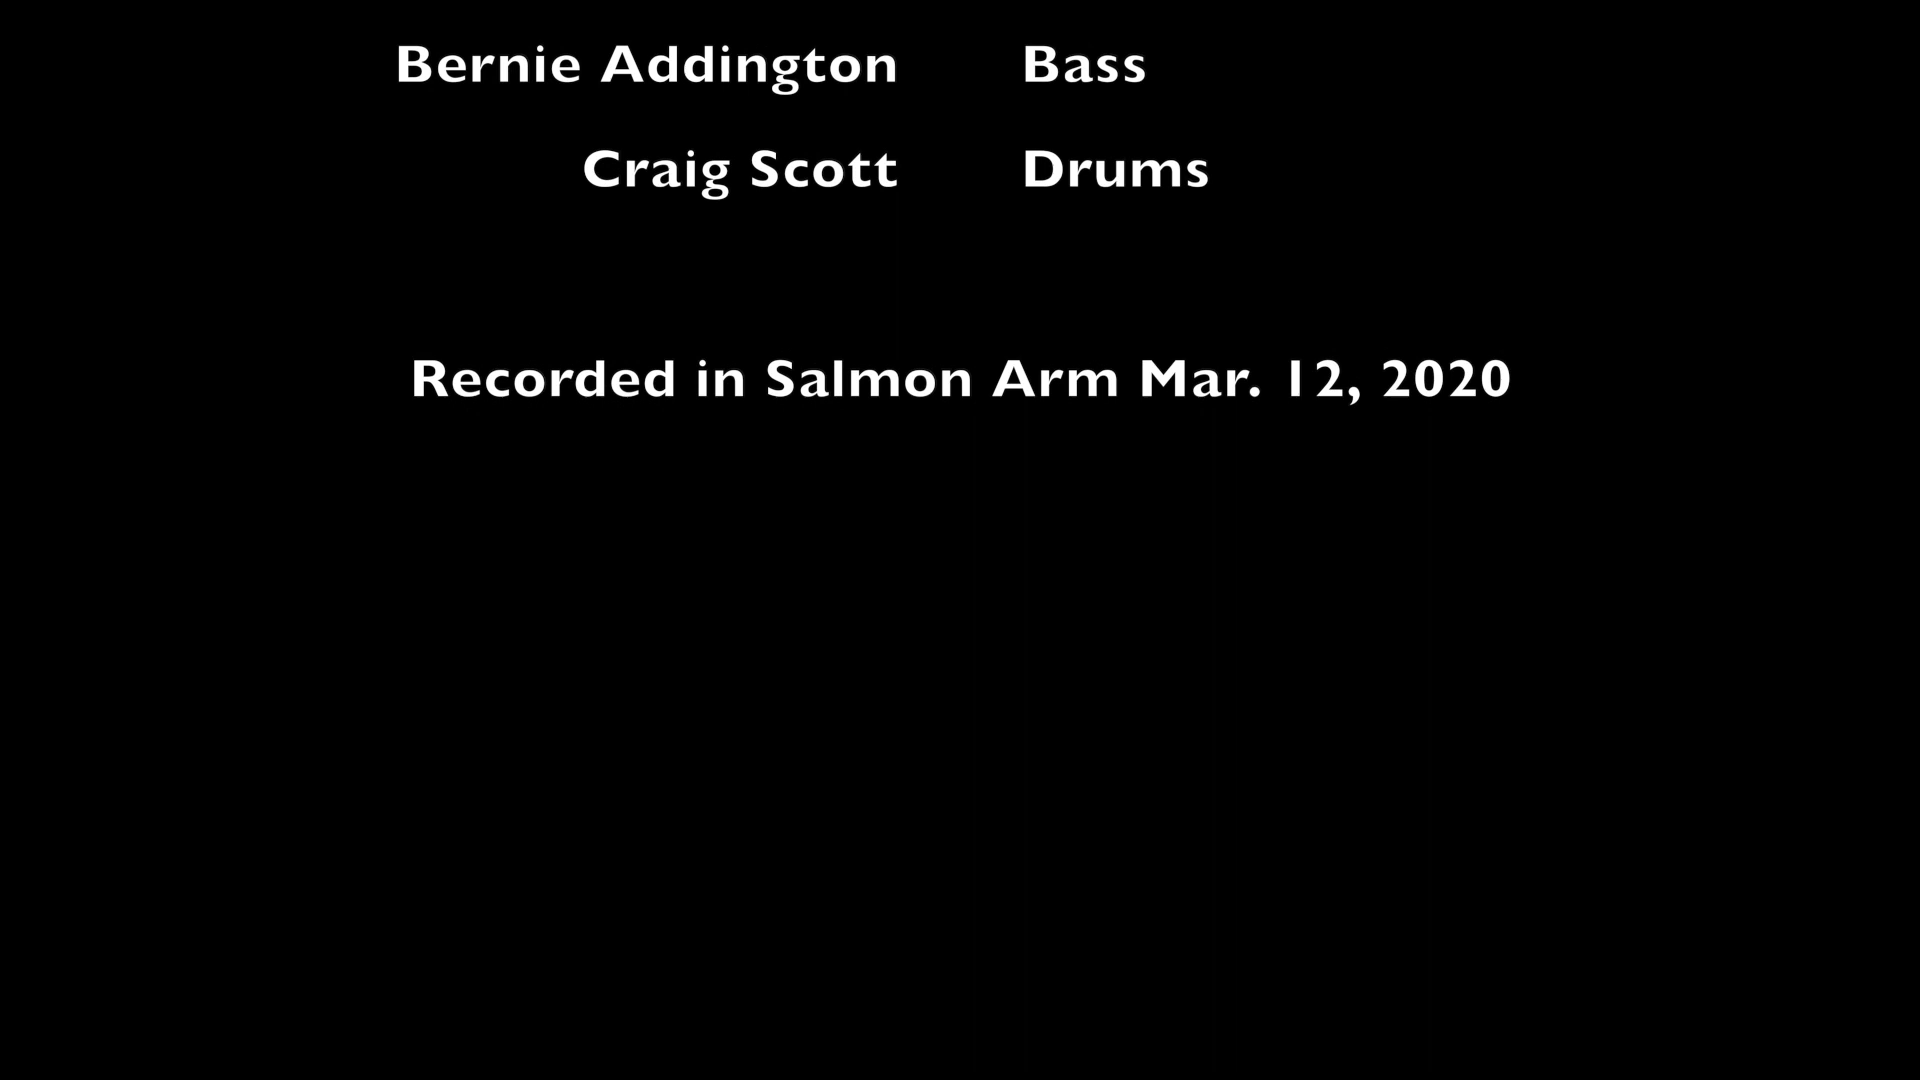 Bernie Addington Bass
Craig Scott Drums
Recorded in Salmon Arm Mar. 12, 2020